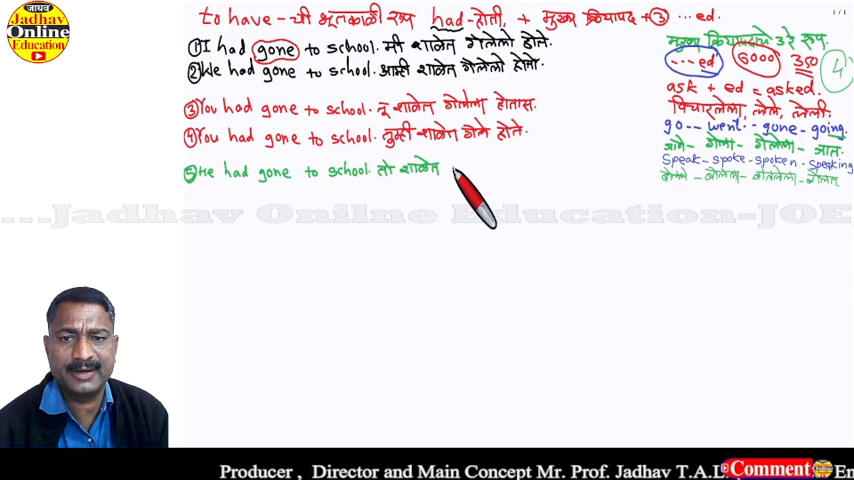 जाधव
Jadhav
Online
Education
to have - ची भूतकाळी रूप had - होती, + मुख्य क्रियापद + ③ ...ed.
① I had gone to school. मी शाळेत गेलेलो होतो.
② We had gone to school. आम्ही शाळेत गेलेलो होतो.
③ You had gone to school. तू शाळेत गेलेला होतास.
④ You had gone to school. तुम्ही शाळेत गेले होते.
⑤ He had gone to school. तो शाळेत
1/1
मुख्य क्रियापदाचे 3रे रूप.
...ed 6000 350 4
ask + ed = asked.
विचारलेला, लेले, लेली.
go -- went - gone - going.
जाणे - गेला - गेलेला - जात.
speak - spoke - spoken - speaking
बोलणे - बोलला - बोललेला - बोलत
...Jadhav Onilne Education-JOE
Producer , Director and Main Concept Mr. Prof. Jadhav T.A.
Comment
En